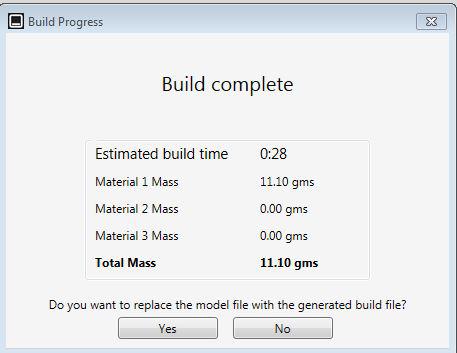 Build Progress
Build complete
Estimated build time 0:28
Material 1 Mass 11.10 gms
Material 2 Mass 0.00 gms
Material 3 Mass 0.00 gms
Total Mass 11.10 gms
Do you want to replace the model file with the generated build file?
Yes No